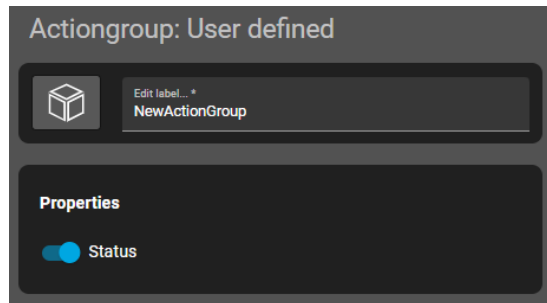 Actiongroup: User defined
Edit label... *
NewActionGroup
Properties
Status